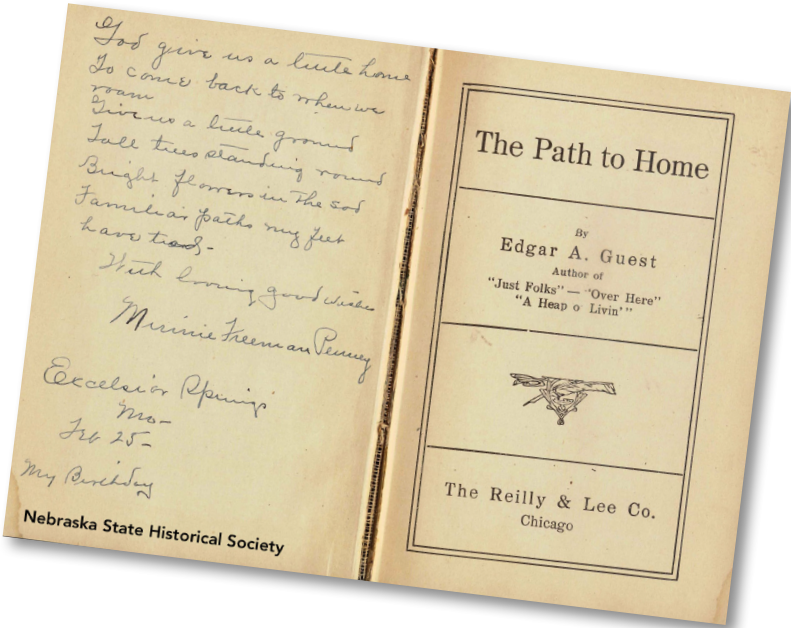 God give us a little home
To come back to when we
roam
Give us a little ground
Tall trees standing round
Bright flowers in the sod
Familiar paths my feet
have trod-
With loving good wishes
Minnie Freeman Penney
Excelsior Springs
Mo-
Feb 25-
My Birthday
Nebraska State Historical Society
The Path to Home
By
Edgar A. Guest
Author of
"Just Folks" — "Over Here"
"A Heap o' Livin'"
The Reilly & Lee Co.
Chicago